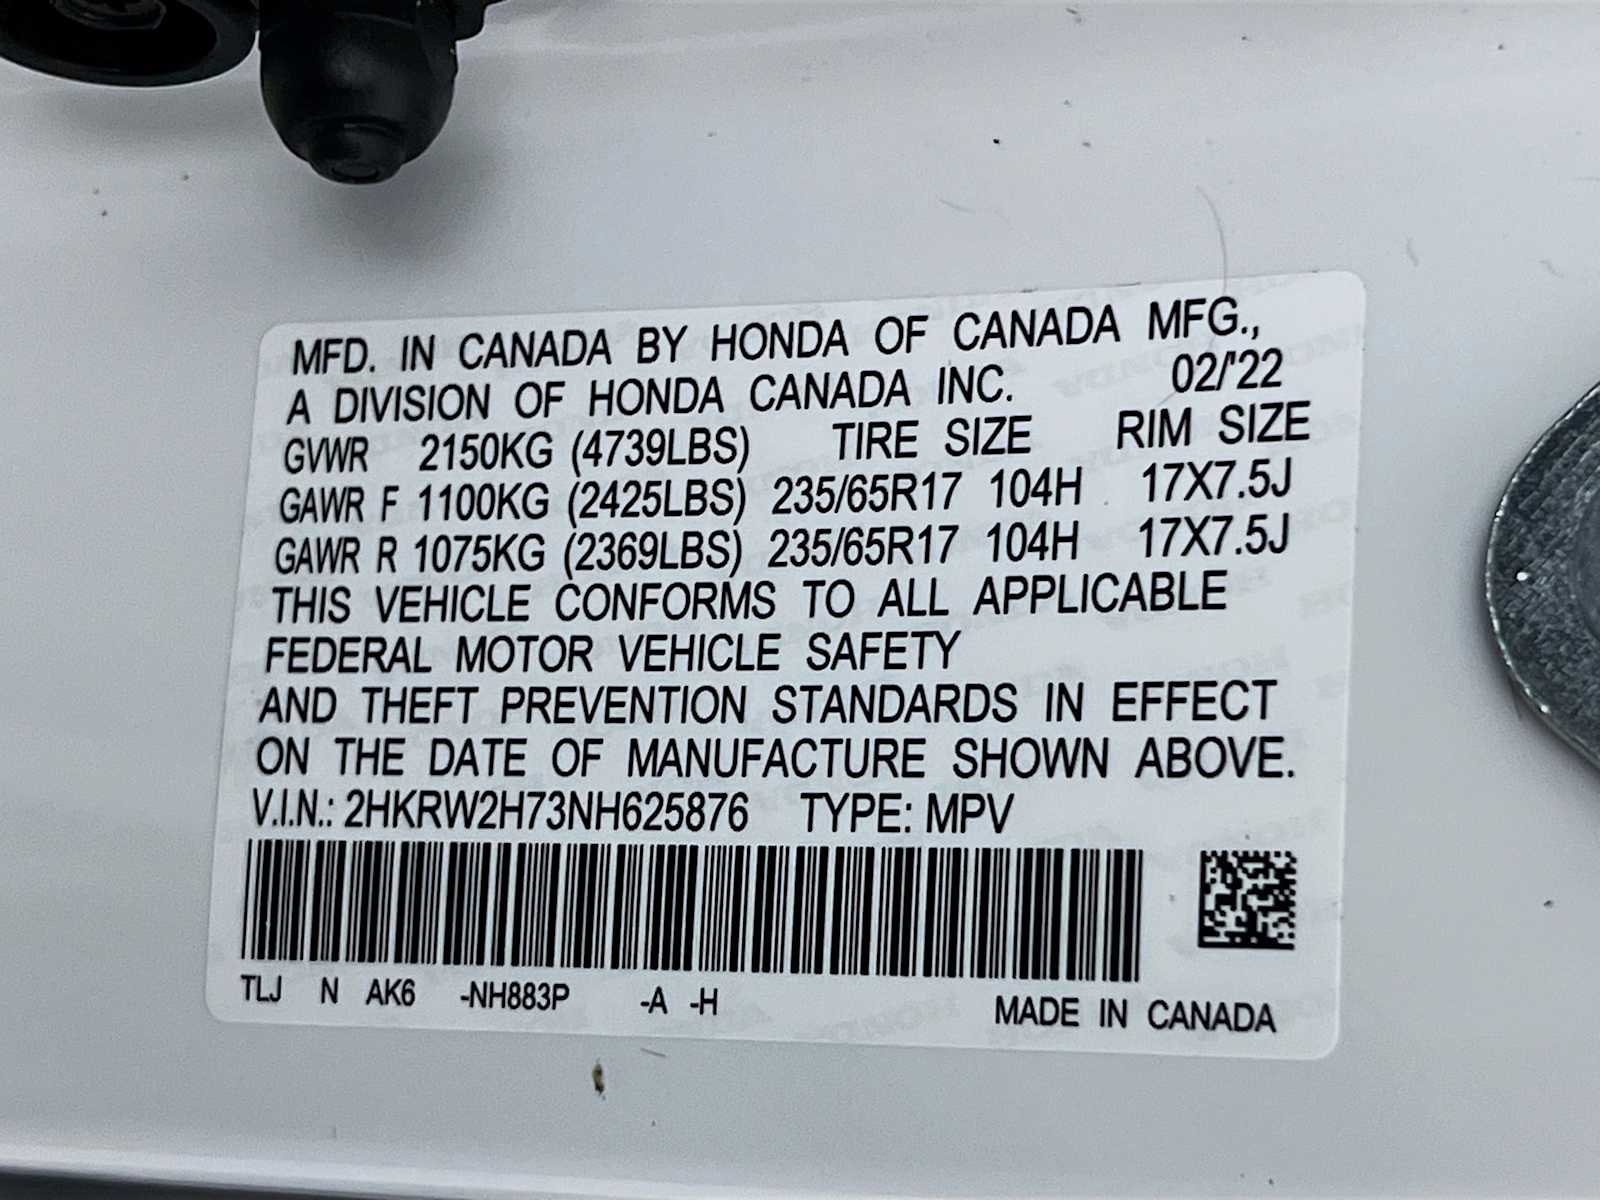 MFD. IN CANADA BY HONDA OF CANADA MFG.,
A DIVISION OF HONDA CANADA INC. 02/'22
GVWR 2150KG (4739LBS) TIRE SIZE RIM SIZE
GAWR F 1100KG (2425LBS) 235/65R17 104H 17X7.5J
GAWR R 1075KG (2369LBS) 235/65R17 104H 17X7.5J
THIS VEHICLE CONFORMS TO ALL APPLICABLE
FEDERAL MOTOR VEHICLE SAFETY
AND THEFT PREVENTION STANDARDS IN EFFECT
ON THE DATE OF MANUFACTURE SHOWN ABOVE.
V.I.N.: 2HKRW2H73NH625876 TYPE: MPV
TLJ N AK6 -NH883P -A -H MADE IN CANADA